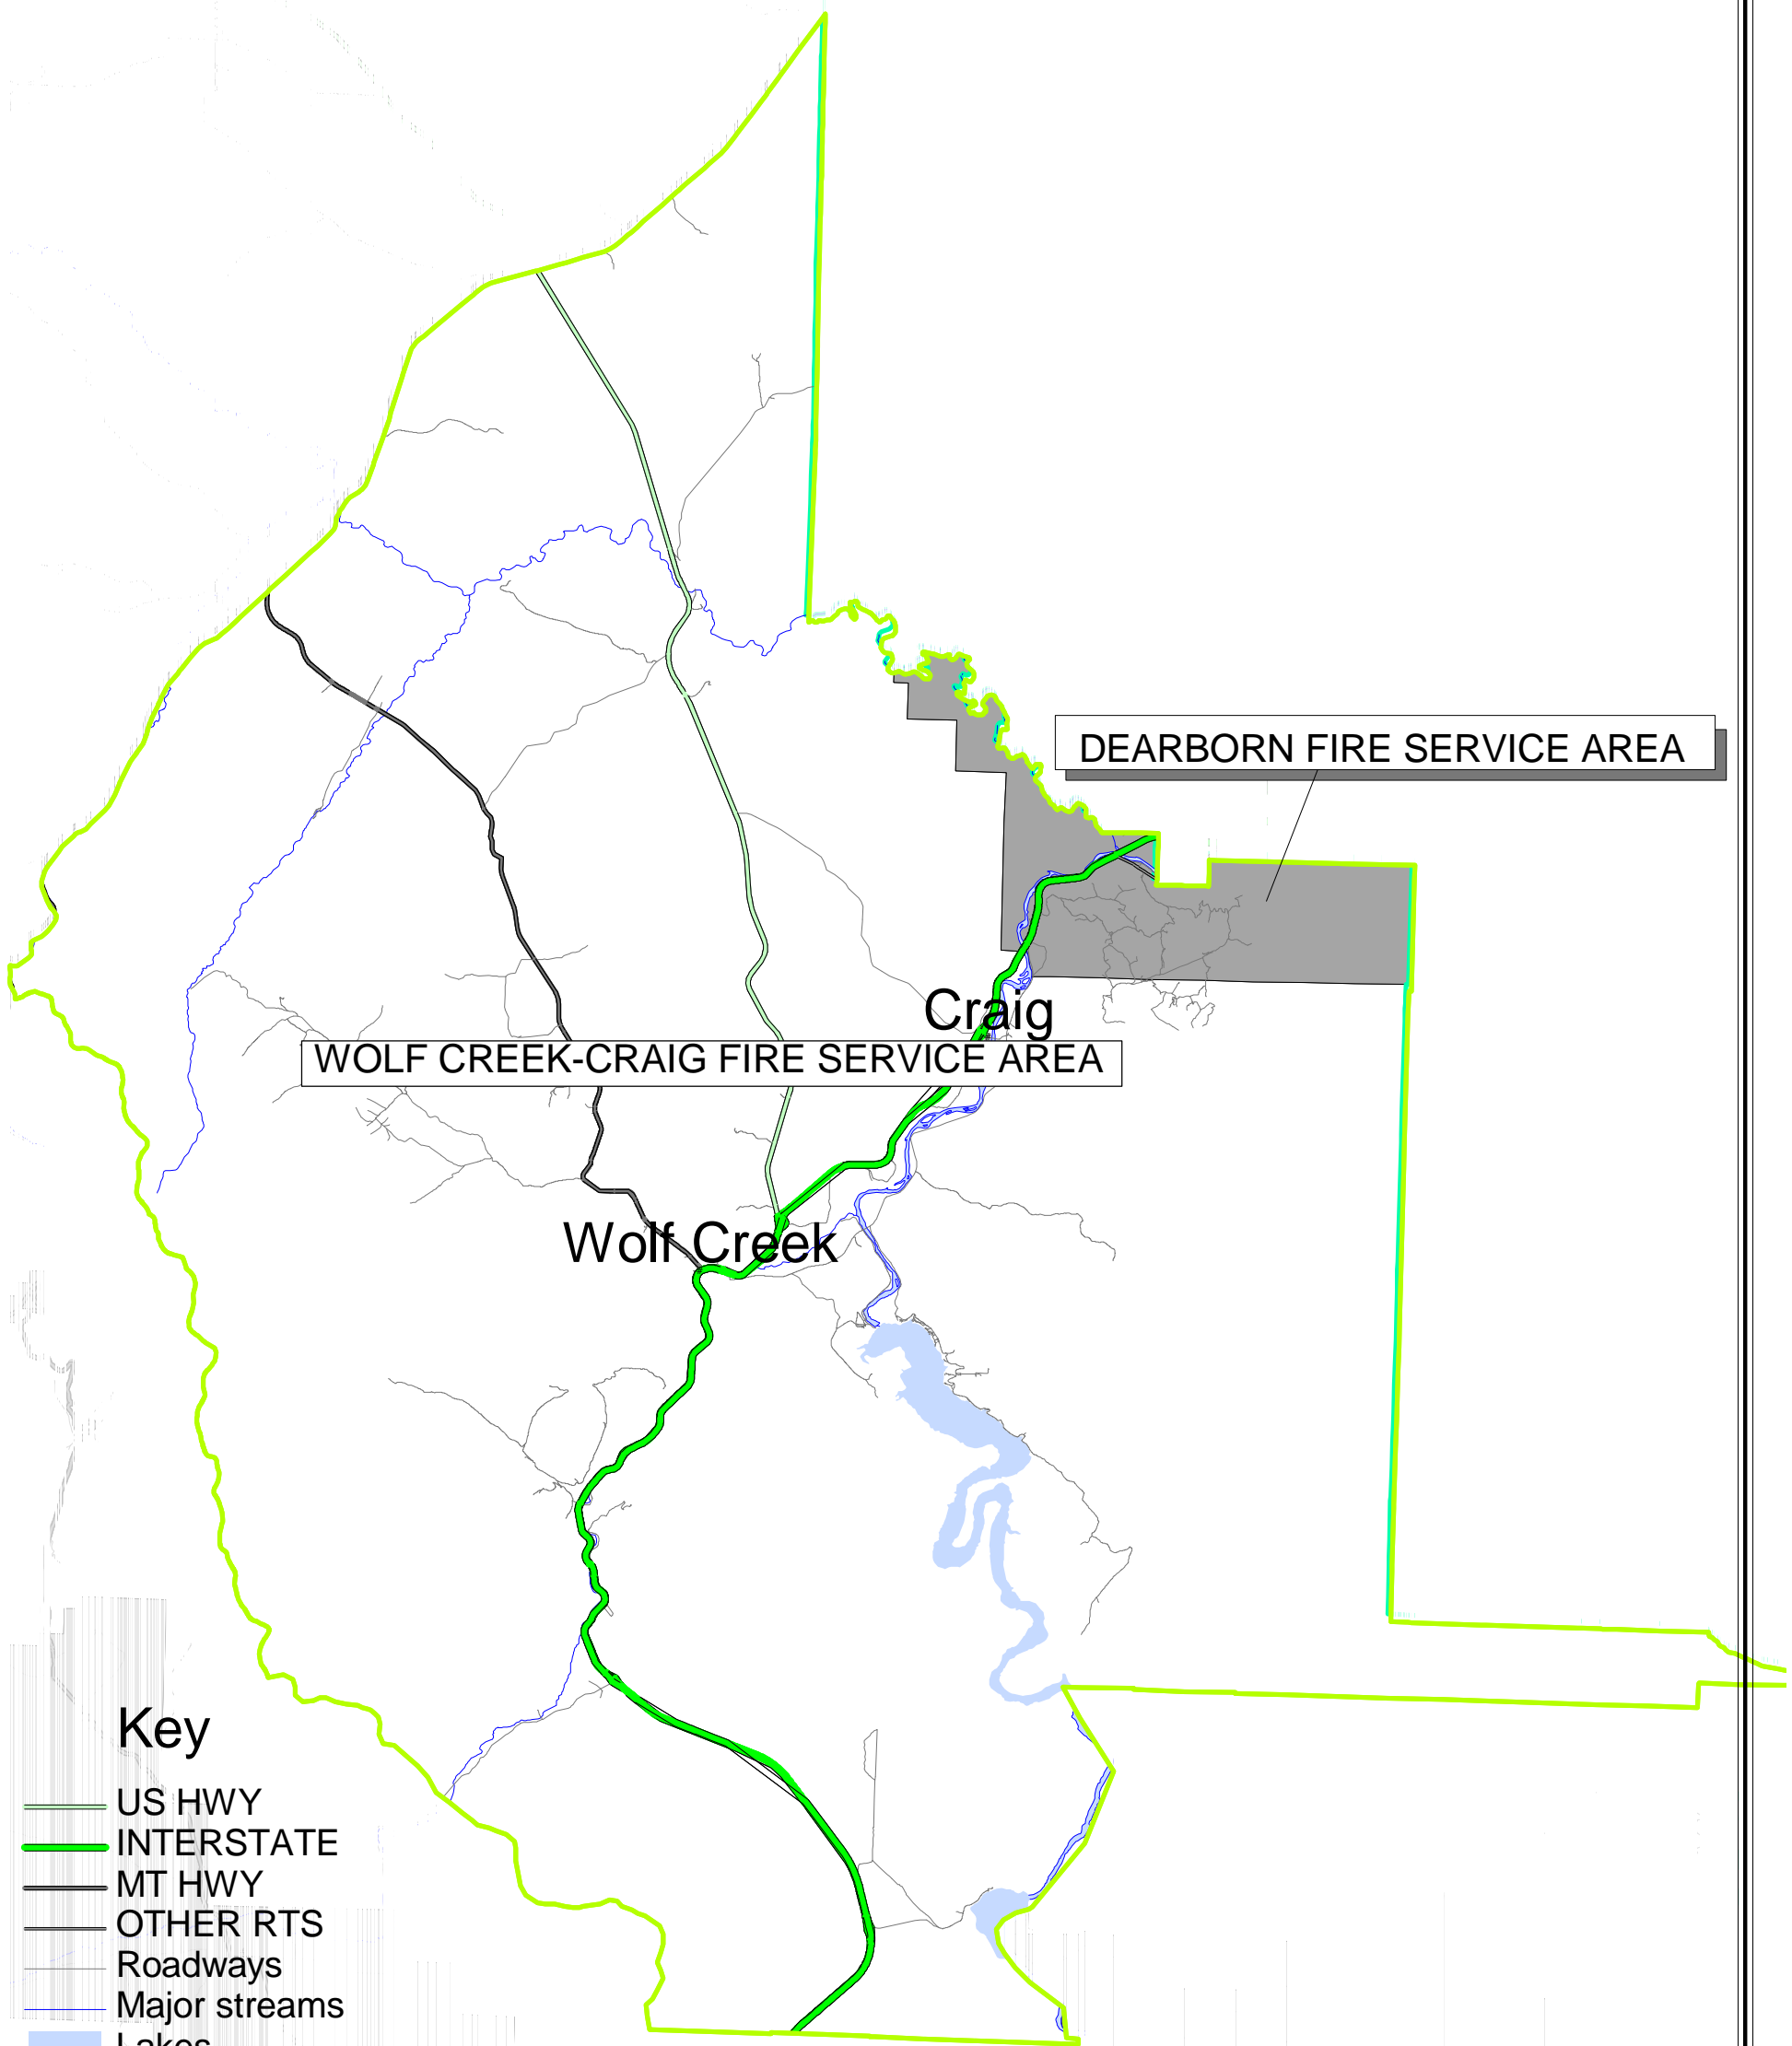 DEARBORN FIRE SERVICE AREA
Craig
WOLF CREEK-CRAIG FIRE SERVICE AREA
Wolf Creek
Key
US HWY
INTERSTATE
MT HWY
OTHER RTS
Roadways
Major streams
Lakes